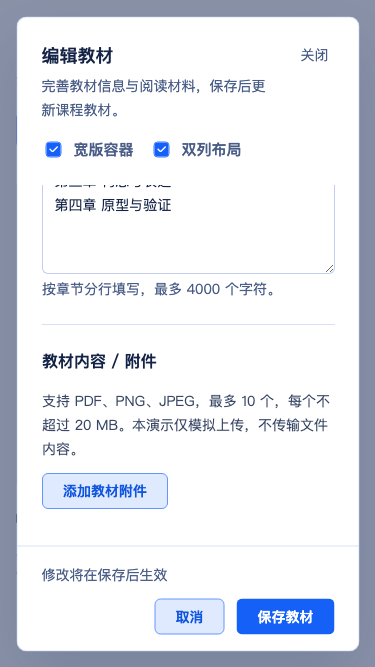 编辑教材
关闭
完善教材信息与阅读材料，保存后更
新课程教材。
宽版容器
双列布局
第四章 原型与验证
按章节分行填写，最多 4000 个字符。
教材内容 / 附件
支持 PDF、PNG、JPEG，最多 10 个，每个不
超过 20 MB。本演示仅模拟上传，不传输文件
内容。
添加教材附件
修改将在保存后生效
取消
保存教材